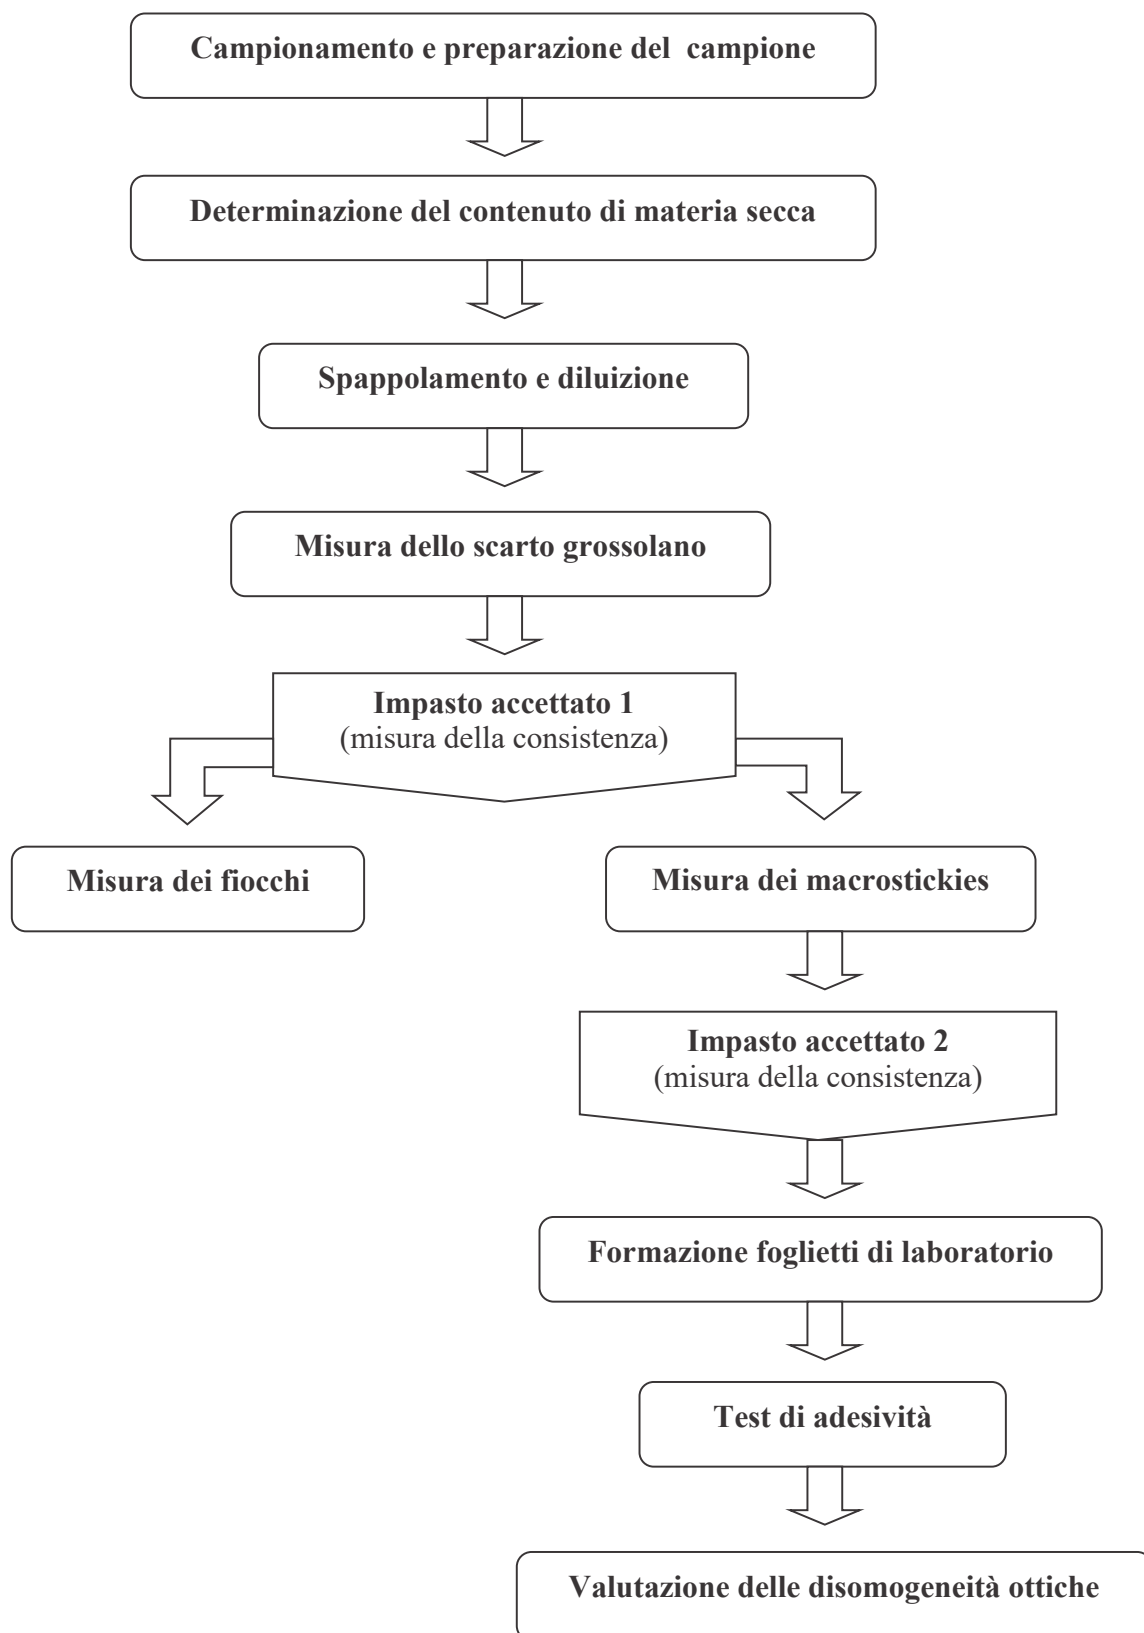 Campionamento e preparazione del campione
Determinazione del contenuto di materia secca
Spappolamento e diluizione
Misura dello scarto grossolano
Impasto accettato 1
(misura della consistenza)
Misura dei fiocchi
Misura dei macrostickies
Impasto accettato 2
(misura della consistenza)
Formazione foglietti di laboratorio
Test di adesività
Valutazione delle disomogeneità ottiche